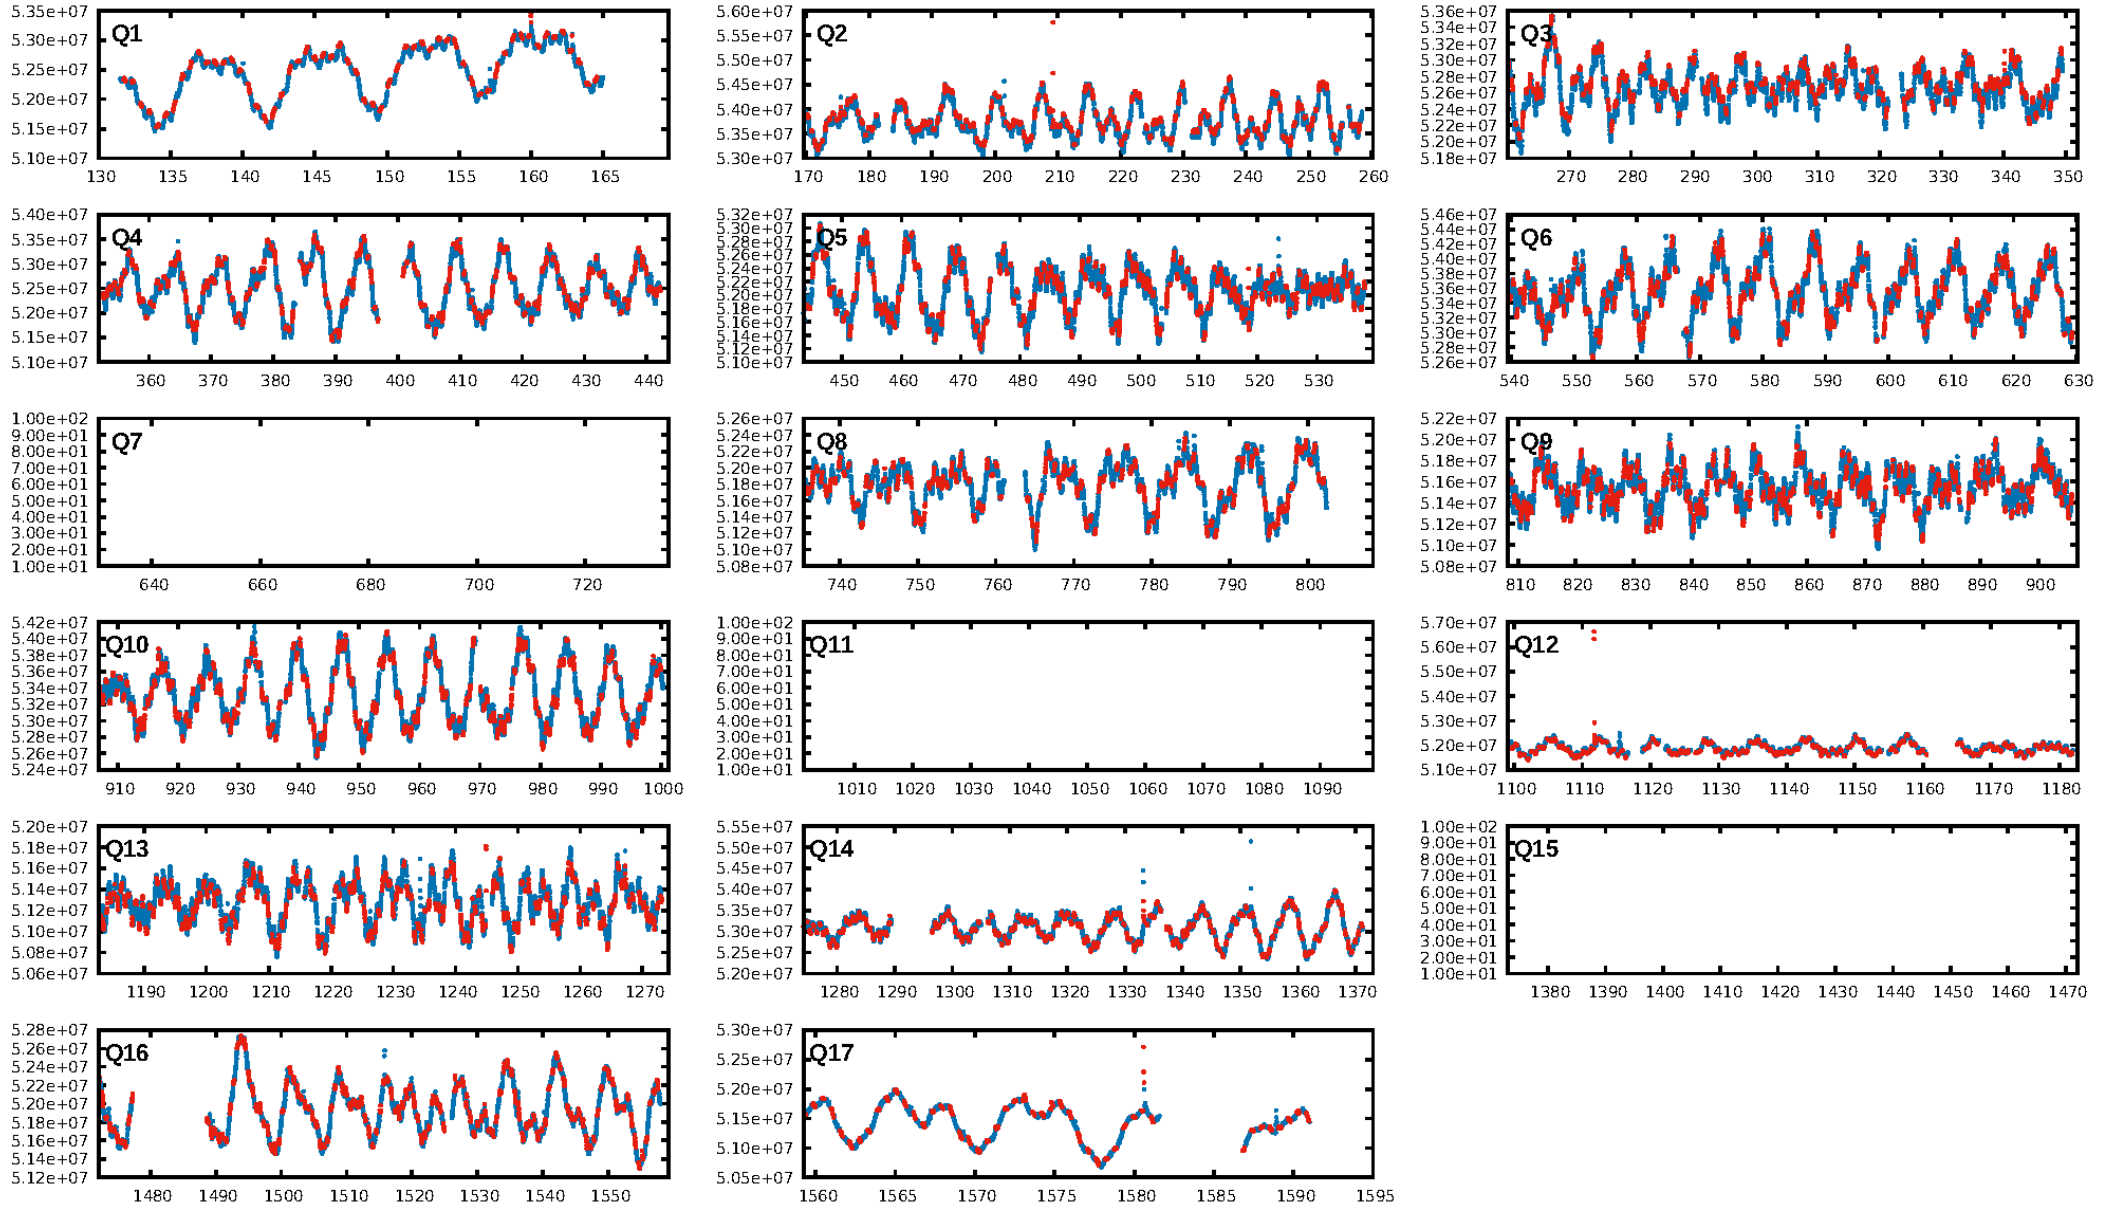 Q1
5.35e+07
5.30e+07
5.25e+07
5.20e+07
5.15e+07
5.10e+07
130 135 140 145 150 155 160 165
Q2
5.60e+07
5.55e+07
5.50e+07
5.45e+07
5.40e+07
5.35e+07
5.30e+07
170 180 190 200 210 220 230 240 250 260
Q3
5.36e+07
5.34e+07
5.32e+07
5.30e+07
5.28e+07
5.26e+07
5.24e+07
5.22e+07
5.20e+07
5.18e+07
270 280 290 300 310 320 330 340 350
Q4
5.40e+07
5.35e+07
5.30e+07
5.25e+07
5.20e+07
5.15e+07
5.10e+07
360 370 380 390 400 410 420 430 440
Q5
5.32e+07
5.30e+07
5.28e+07
5.26e+07
5.24e+07
5.22e+07
5.20e+07
5.18e+07
5.16e+07
5.14e+07
5.12e+07
5.10e+07
450 460 470 480 490 500 510 520 530
Q6
5.46e+07
5.44e+07
5.42e+07
5.40e+07
5.38e+07
5.36e+07
5.34e+07
5.32e+07
5.30e+07
5.28e+07
5.26e+07
540 550 560 570 580 590 600 610 620 630
Q7
1.00e+02
9.00e+01
8.00e+01
7.00e+01
6.00e+01
5.00e+01
4.00e+01
3.00e+01
2.00e+01
1.00e+01
640 660 680 700 720
Q8
5.26e+07
5.24e+07
5.22e+07
5.20e+07
5.18e+07
5.16e+07
5.14e+07
5.12e+07
5.10e+07
5.08e+07
740 750 760 770 780 790 800
Q9
5.22e+07
5.20e+07
5.18e+07
5.16e+07
5.14e+07
5.12e+07
5.10e+07
5.08e+07
810 820 830 840 850 860 870 880 890 900
Q10
5.42e+07
5.40e+07
5.38e+07
5.36e+07
5.34e+07
5.32e+07
5.30e+07
5.28e+07
5.26e+07
5.24e+07
910 920 930 940 950 960 970 980 990 1000
Q11
1.00e+02
9.00e+01
8.00e+01
7.00e+01
6.00e+01
5.00e+01
4.00e+01
3.00e+01
2.00e+01
1.00e+01
1010 1020 1030 1040 1050 1060 1070 1080 1090
Q12
5.70e+07
5.60e+07
5.50e+07
5.40e+07
5.30e+07
5.20e+07
5.10e+07
1100 1110 1120 1130 1140 1150 1160 1170 1180
Q13
5.20e+07
5.18e+07
5.16e+07
5.14e+07
5.12e+07
5.10e+07
5.08e+07
5.06e+07
1190 1200 1210 1220 1230 1240 1250 1260 1270
Q14
5.55e+07
5.50e+07
5.45e+07
5.40e+07
5.35e+07
5.30e+07
5.25e+07
5.20e+07
1280 1290 1300 1310 1320 1330 1340 1350 1360 1370
Q15
1.00e+02
9.00e+01
8.00e+01
7.00e+01
6.00e+01
5.00e+01
4.00e+01
3.00e+01
2.00e+01
1.00e+01
1380 1390 1400 1410 1420 1430 1440 1450 1460 1470
Q16
5.28e+07
5.26e+07
5.24e+07
5.22e+07
5.20e+07
5.18e+07
5.16e+07
5.14e+07
5.12e+07
1480 1490 1500 1510 1520 1530 1540 1550
Q17
5.30e+07
5.25e+07
5.20e+07
5.15e+07
5.10e+07
5.05e+07
1560 1565 1570 1575 1580 1585 1590 1595